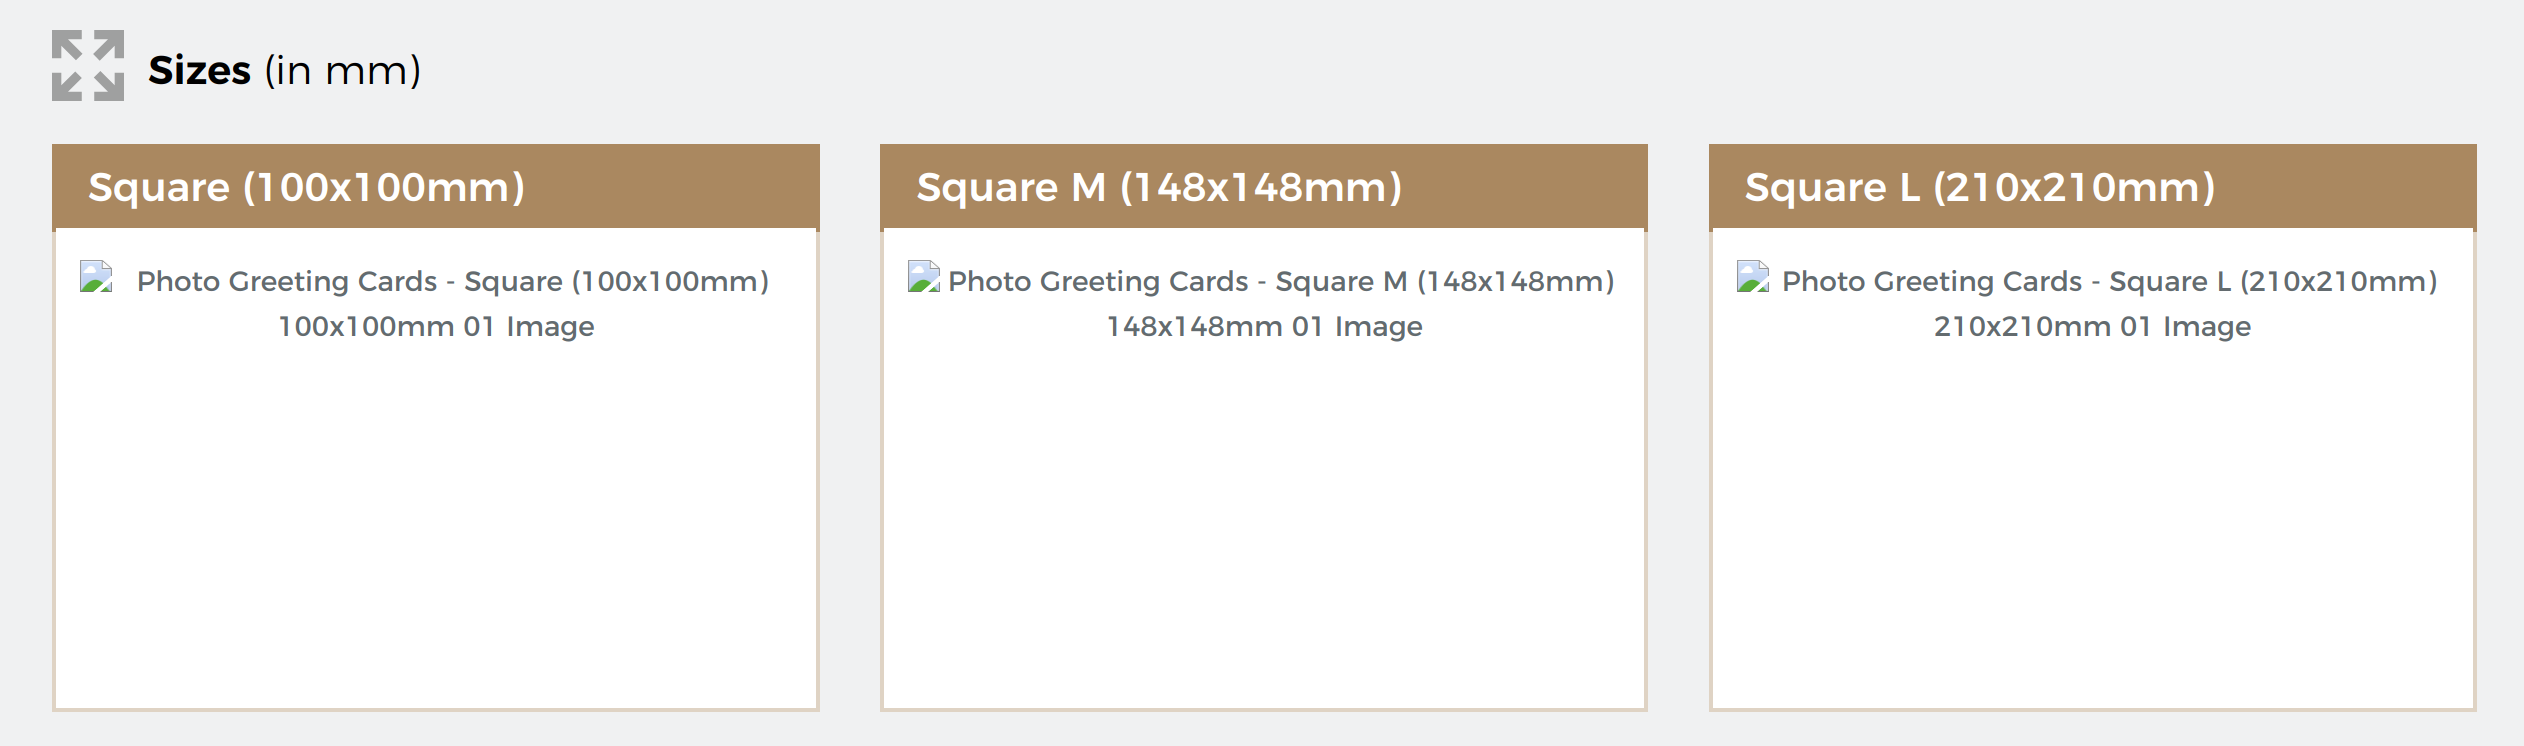 Sizes (in mm)
Square (100x100mm)
Photo Greeting Cards - Square (100x100mm)
100x100mm 01 Image
Square M (148x148mm)
Photo Greeting Cards - Square M (148x148mm)
148x148mm 01 Image
Square L (210x210mm)
Photo Greeting Cards - Square L (210x210mm)
210x210mm 01 Image